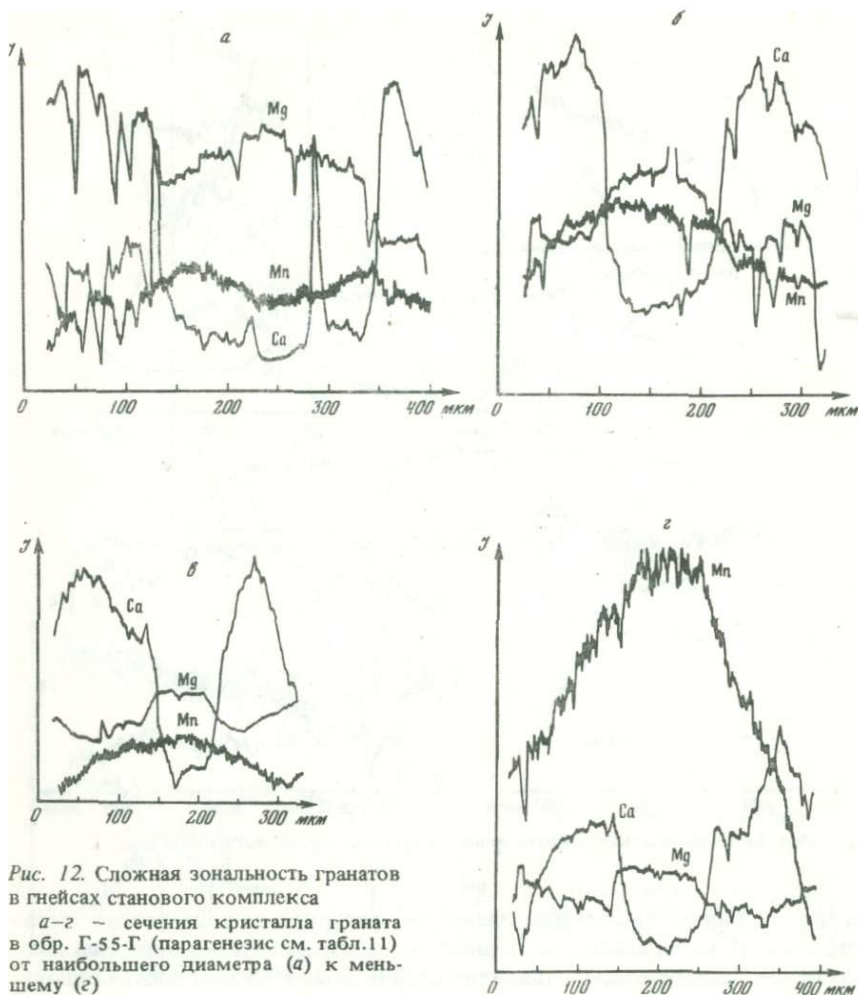 а
J
Mg
Mn
Ca
0 100 200 300 400 мкм
б
J
Ca
Mg
Mn
0 100 200 300 мкм
в
J
Ca
Mg
Mn
0 100 200 300 мкм
г
J
Mn
Ca
Mg
0 100 200 300 400 мкм
Рис. 12. Сложная зональность гранатов
в гнейсах станового комплекса
а–г – сечения кристалла граната
в обр. Г-55-Г (парагенезис см. табл.11)
от наибольшего диаметра (а) к мень-
шему (г)